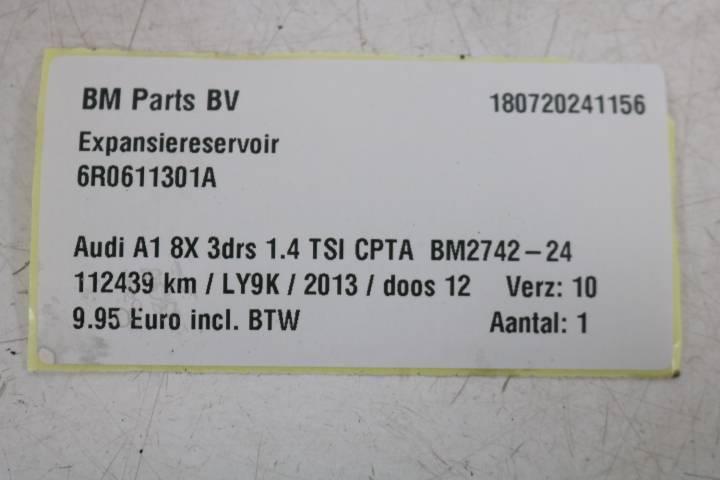 BM Parts BV 180720241156
Expansiereservoir
6R0611301A
Audi A1 8X 3drs 1.4 TSI CPTA BM2742-24
112439 km / LY9K / 2013 / doos 12 Verz: 10
9.95 Euro incl. BTW Aantal: 1